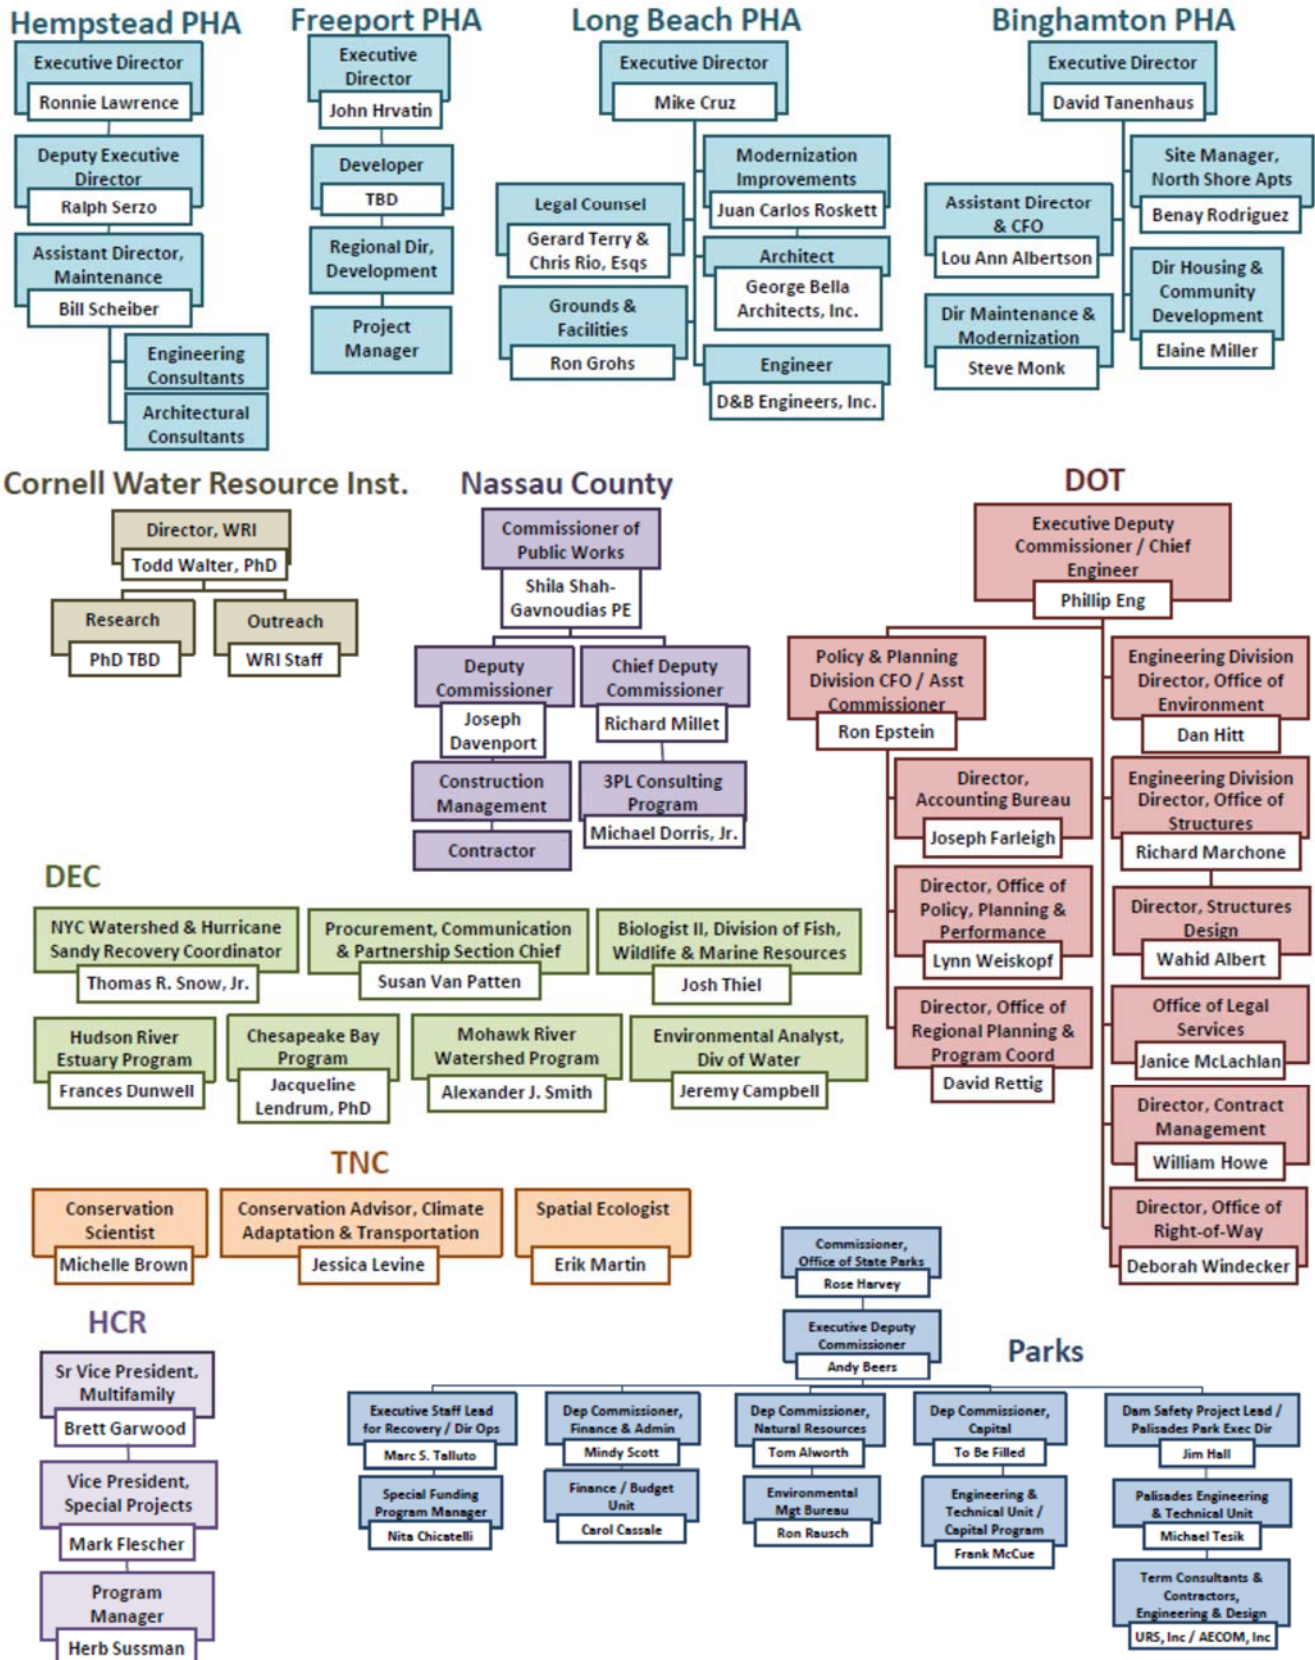 Hempstead PHA
Executive Director
Ronnie Lawrence
Deputy Executive
Director
Ralph Serzo
Assistant Director,
Maintenance
Bill Scheiber
Engineering
Consultants
Architectural
Consultants
Freeport PHA
Executive
Director
John Hrvatin
Developer
TBD
Regional Dir,
Development
Project
Manager
Long Beach PHA
Executive Director
Mike Cruz
Modernization
Improvements
Juan Carlos Roskett
Legal Counsel
Gerard Terry &
Chris Rio, Esqs
Architect
George Bella
Architects, Inc.
Grounds &
Facilities
Ron Grohs
Engineer
D&B Engineers, Inc.
Binghamton PHA
Executive Director
David Tanenhaus
Site Manager,
North Shore Apts
Benay Rodriguez
Assistant Director
& CFO
Lou Ann Albertson
Dir Housing &
Community
Development
Elaine Miller
Dir Maintenance &
Modernization
Steve Monk
Cornell Water Resource Inst.
Director, WRI
Todd Walter, PhD
Research
PhD TBD
Outreach
WRI Staff
Nassau County
Commissioner of
Public Works
Shila Shah-
Gavnoudias PE
Deputy
Commissioner
Joseph
Davenport
Construction
Management
Contractor
Chief Deputy
Commissioner
Richard Millet
3PL Consulting
Program
Michael Dorris, Jr.
DOT
Executive Deputy
Commissioner / Chief
Engineer
Phillip Eng
Policy & Planning
Division CFO / Asst
Commissioner
Ron Epstein
Director,
Accounting Bureau
Joseph Farleigh
Director, Office of
Policy, Planning &
Performance
Lynn Weiskopf
Director, Office of
Regional Planning &
Program Coord
David Rettig
Engineering Division
Director, Office of
Environment
Dan Hitt
Engineering Division
Director, Office of
Structures
Richard Marchone
Director, Structures
Design
Wahid Albert
Office of Legal
Services
Janice McLachlan
Director, Contract
Management
William Howe
Director, Office of
Right-of-Way
Deborah Windecker
DEC
NYC Watershed & Hurricane
Sandy Recovery Coordinator
Thomas R. Snow, Jr.
Procurement, Communication
& Partnership Section Chief
Susan Van Patten
Biologist II, Division of Fish,
Wildlife & Marine Resources
Josh Thiel
Hudson River
Estuary Program
Frances Dunwell
Chesapeake Bay
Program
Jacqueline
Lendrum, PhD
Mohawk River
Watershed Program
Alexander J. Smith
Environmental Analyst,
Div of Water
Jeremy Campbell
TNC
Conservation
Scientist
Michelle Brown
Conservation Advisor, Climate
Adaptation & Transportation
Jessica Levine
Spatial Ecologist
Erik Martin
HCR
Sr Vice President,
Multifamily
Brett Garwood
Vice President,
Special Projects
Mark Flescher
Program
Manager
Herb Sussman
Parks
Commissioner,
Office of State Parks
Rose Harvey
Executive Deputy
Commissioner
Andy Beers
Executive Staff Lead
for Recovery / Dir Ops
Marc S. Talluto
Special Funding
Program Manager
Nita Chicatelli
Dep Commissioner,
Finance & Admin
Mindy Scott
Finance / Budget
Unit
Carol Cassale
Dep Commissioner,
Natural Resources
Tom Alworth
Environmental
Mgt Bureau
Ron Rausch
Dep Commissioner,
Capital
To Be Filled
Engineering &
Technical Unit /
Capital Program
Frank McCue
Dam Safety Project Lead /
Palisades Park Exec Dir
Jim Hall
Palisades Engineering
& Technical Unit
Michael Tesik
Term Consultants &
Contractors,
Engineering & Design
URS, Inc / AECOM, Inc